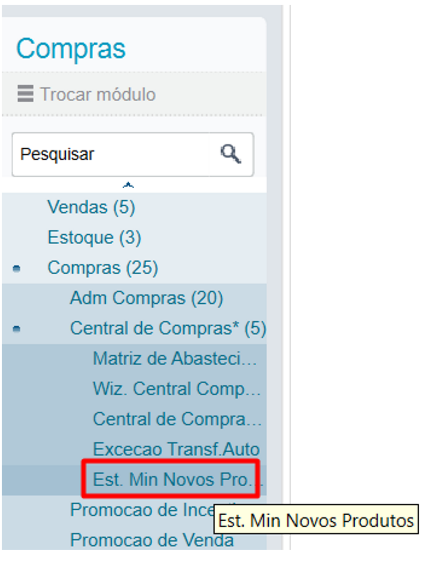 Compras
Trocar módulo
Pesquisar
Vendas (5)
Estoque (3)
Compras (25)
Adm Compras (20)
Central de Compras* (5)
Matriz de Abasteci...
Wiz. Central Comp...
Central de Compra...
Excecao Transf.Auto
Est. Min Novos Pro...
Promocao de
Est. Min Novos Produtos
Promocao de Venda